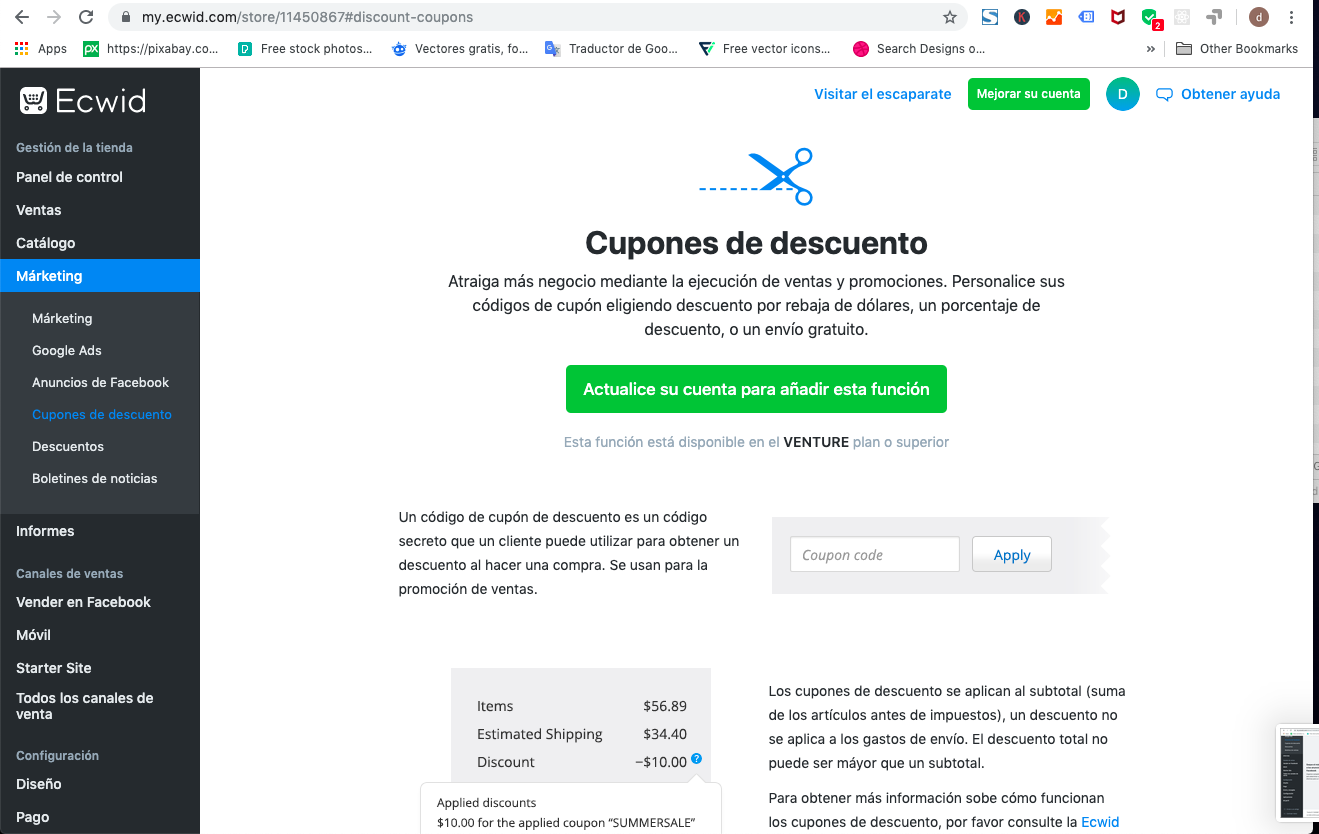 my.ecwid.com/store/11450867#discount-coupons
K
2
d
Apps
px https://pixabay.co...
Free stock photos...
Vectores gratis, fo...
Traductor de Goo...
Free vector icons...
Search Designs o...
»
Other Bookmarks
Ecwid
Visitar el escaparate
Mejorar su cuenta
D
Obtener ayuda
Gestión de la tienda
Panel de control
Ventas
Catálogo
Márketing
Márketing
Google Ads
Anuncios de Facebook
Cupones de descuento
Descuentos
Boletines de noticias
Informes
Canales de ventas
Vender en Facebook
Móvil
Starter Site
Todos los canales de
venta
Configuración
Diseño
Pago
Cupones de descuento
Atraiga más negocio mediante la ejecución de ventas y promociones. Personalice sus
códigos de cupón eligiendo descuento por rebaja de dólares, un porcentaje de
descuento, o un envío gratuito.
Actualice su cuenta para añadir esta función
Esta función está disponible en el VENTURE plan o superior
Un código de cupón de descuento es un código
secreto que un cliente puede utilizar para obtener un
descuento al hacer una compra. Se usan para la
promoción de ventas.
Coupon code
Apply
Items $56.89
Estimated Shipping $34.40
Discount –$10.00 ?
Applied discounts
$10.00 for the applied coupon “SUMMERSALE”
Los cupones de descuento se aplican al subtotal (suma
de los artículos antes de impuestos), un descuento no
se aplica a los gastos de envío. El descuento total no
puede ser máyor que un subtotal.
Para obtener más información sobe cómo funcionan
los cupones de descuento, por favor consulte la Ecwid